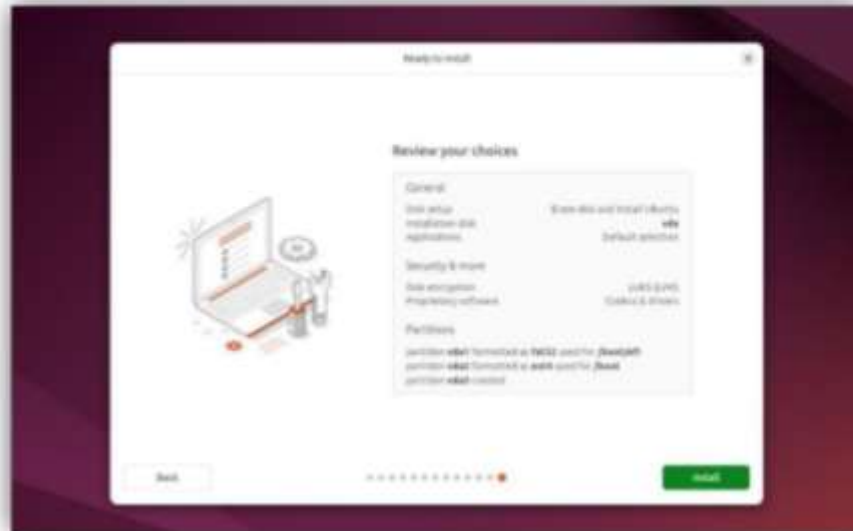 Ready to install
Review your choices
General
Disk setup Erase disk and install Ubuntu
Installation disk vda
Applications Default selection
Security & more
Disk encryption
Proprietary software Codecs & drivers
Partitions
partition vda1 formatted as fat32 used for /boot/efi
partition vda2 formatted as ext4 used for /boot
partition vda3 created
Back
Install